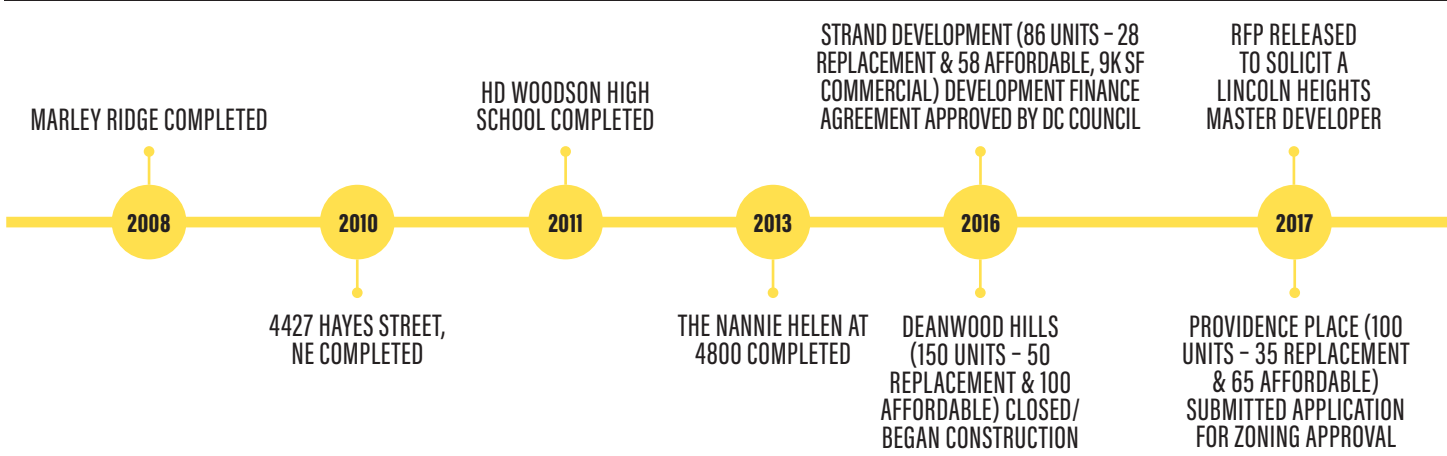 MARLEY RIDGE COMPLETED
2008
2010
4427 HAYES STREET,
NE COMPLETED
HD WOODSON HIGH
SCHOOL COMPLETED
2011
2013
THE NANNIE HELEN AT
4800 COMPLETED
STRAND DEVELOPMENT (86 UNITS – 28
REPLACEMENT & 58 AFFORDABLE, 9K SF
COMMERCIAL) DEVELOPMENT FINANCE
AGREEMENT APPROVED BY DC COUNCIL
2016
DEANWOOD HILLS
(150 UNITS – 50
REPLACEMENT & 100
AFFORDABLE) CLOSED/
BEGAN CONSTRUCTION
RFP RELEASED
TO SOLICIT A
LINCOLN HEIGHTS
MASTER DEVELOPER
2017
PROVIDENCE PLACE (100
UNITS – 35 REPLACEMENT
& 65 AFFORDABLE)
SUBMITTED APPLICATION
FOR ZONING APPROVAL